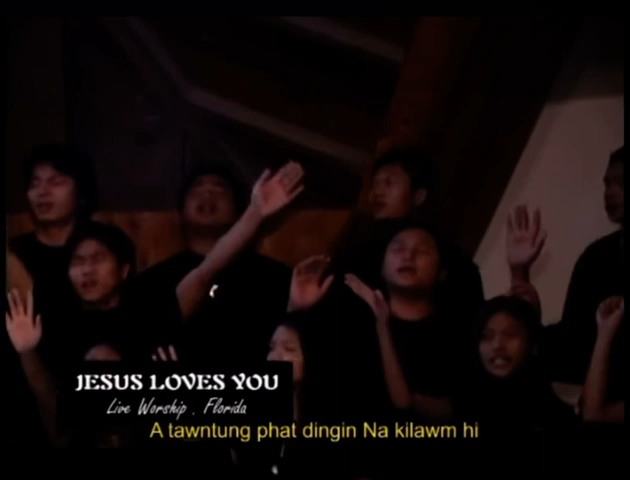 JESUS LOVES YOU
Live Worship . Florida
A tawntung phat dingin Na kilawm hi